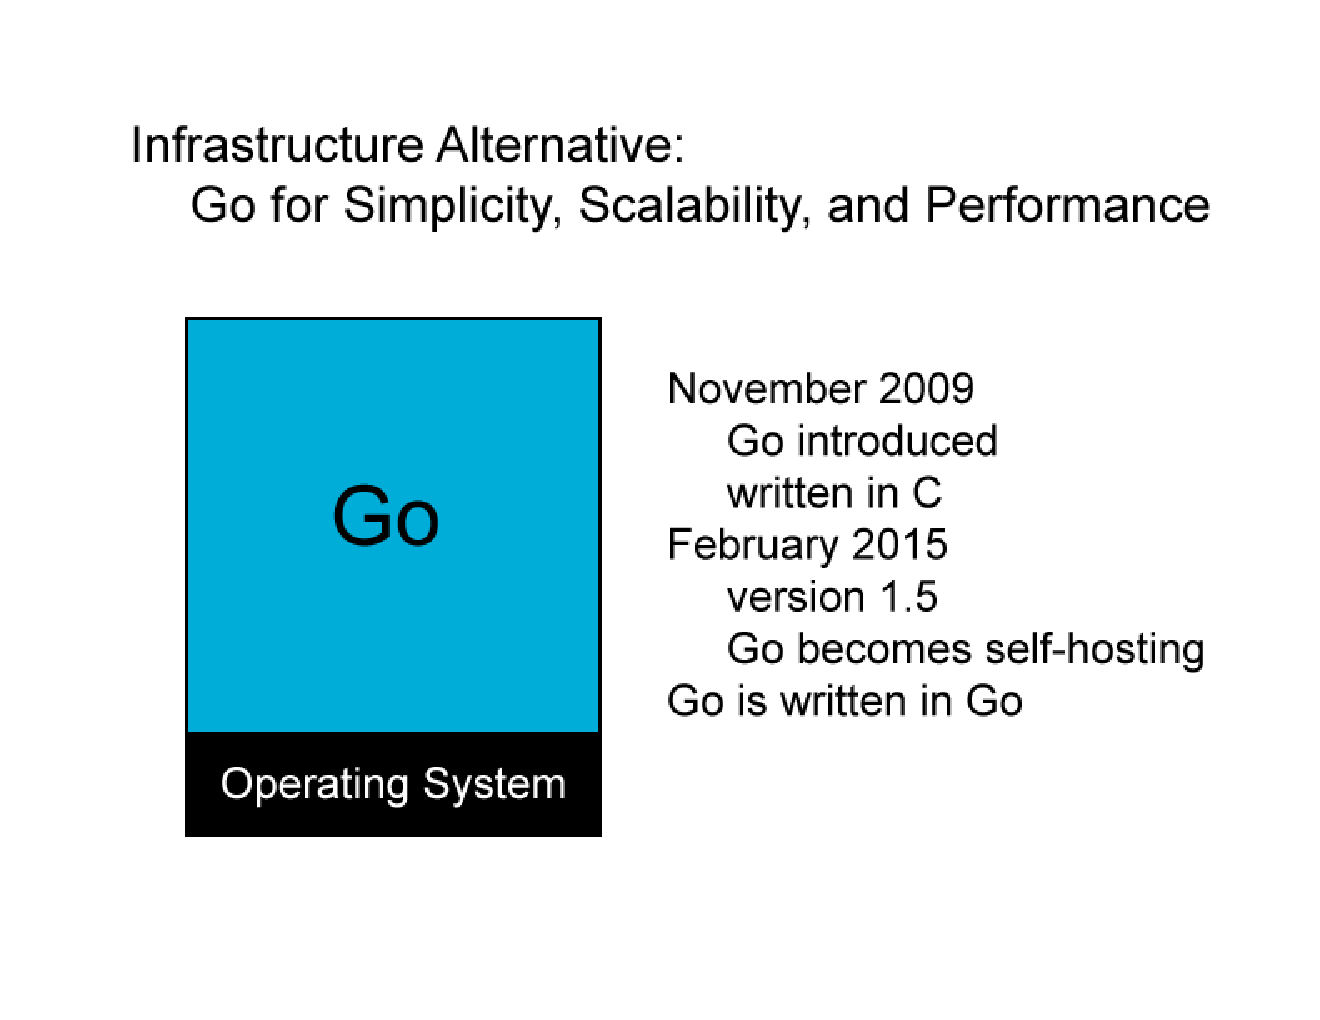 Infrastructure Alternative:
Go for Simplicity, Scalability, and Performance
Go
Operating System
November 2009
Go introduced
written in C
February 2015
version 1.5
Go becomes self-hosting
Go is written in Go